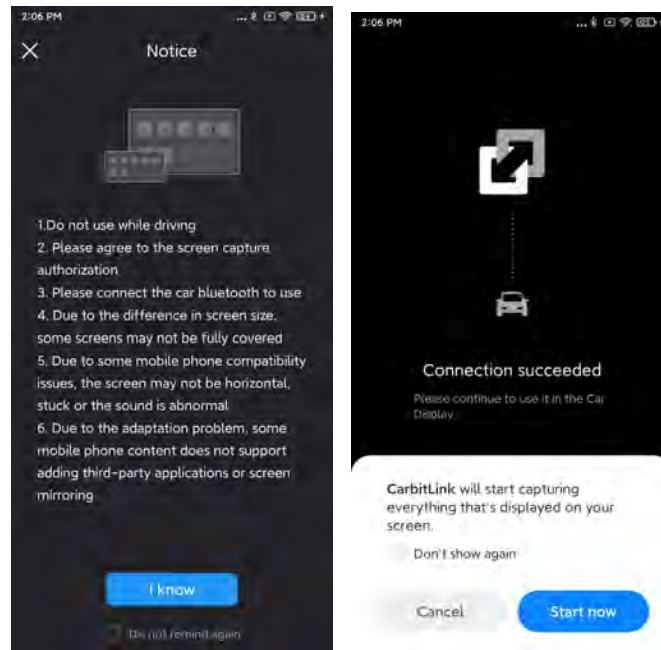 2:06 PM
Notice
1.Do not use while driving
2. Please agree to the screen capture
authorization
3. Please connect the car bluetooth to use
4. Due to the difference in screen size,
some screens may not be fully covered
5. Due to some mobile phone compatibility
issues, the screen may not be horizontal,
stuck or the sound is abnormal
6. Due to the adaptation problem, some
mobile phone content does not support
adding third-party applications or screen
mirroring
I know
Do not remind again
2:06 PM
Connection succeeded
Please continue to use it in the Car
Display
CarbitLink will start capturing
everything that's displayed on your
screen.
Don't show again
Cancel
Start now